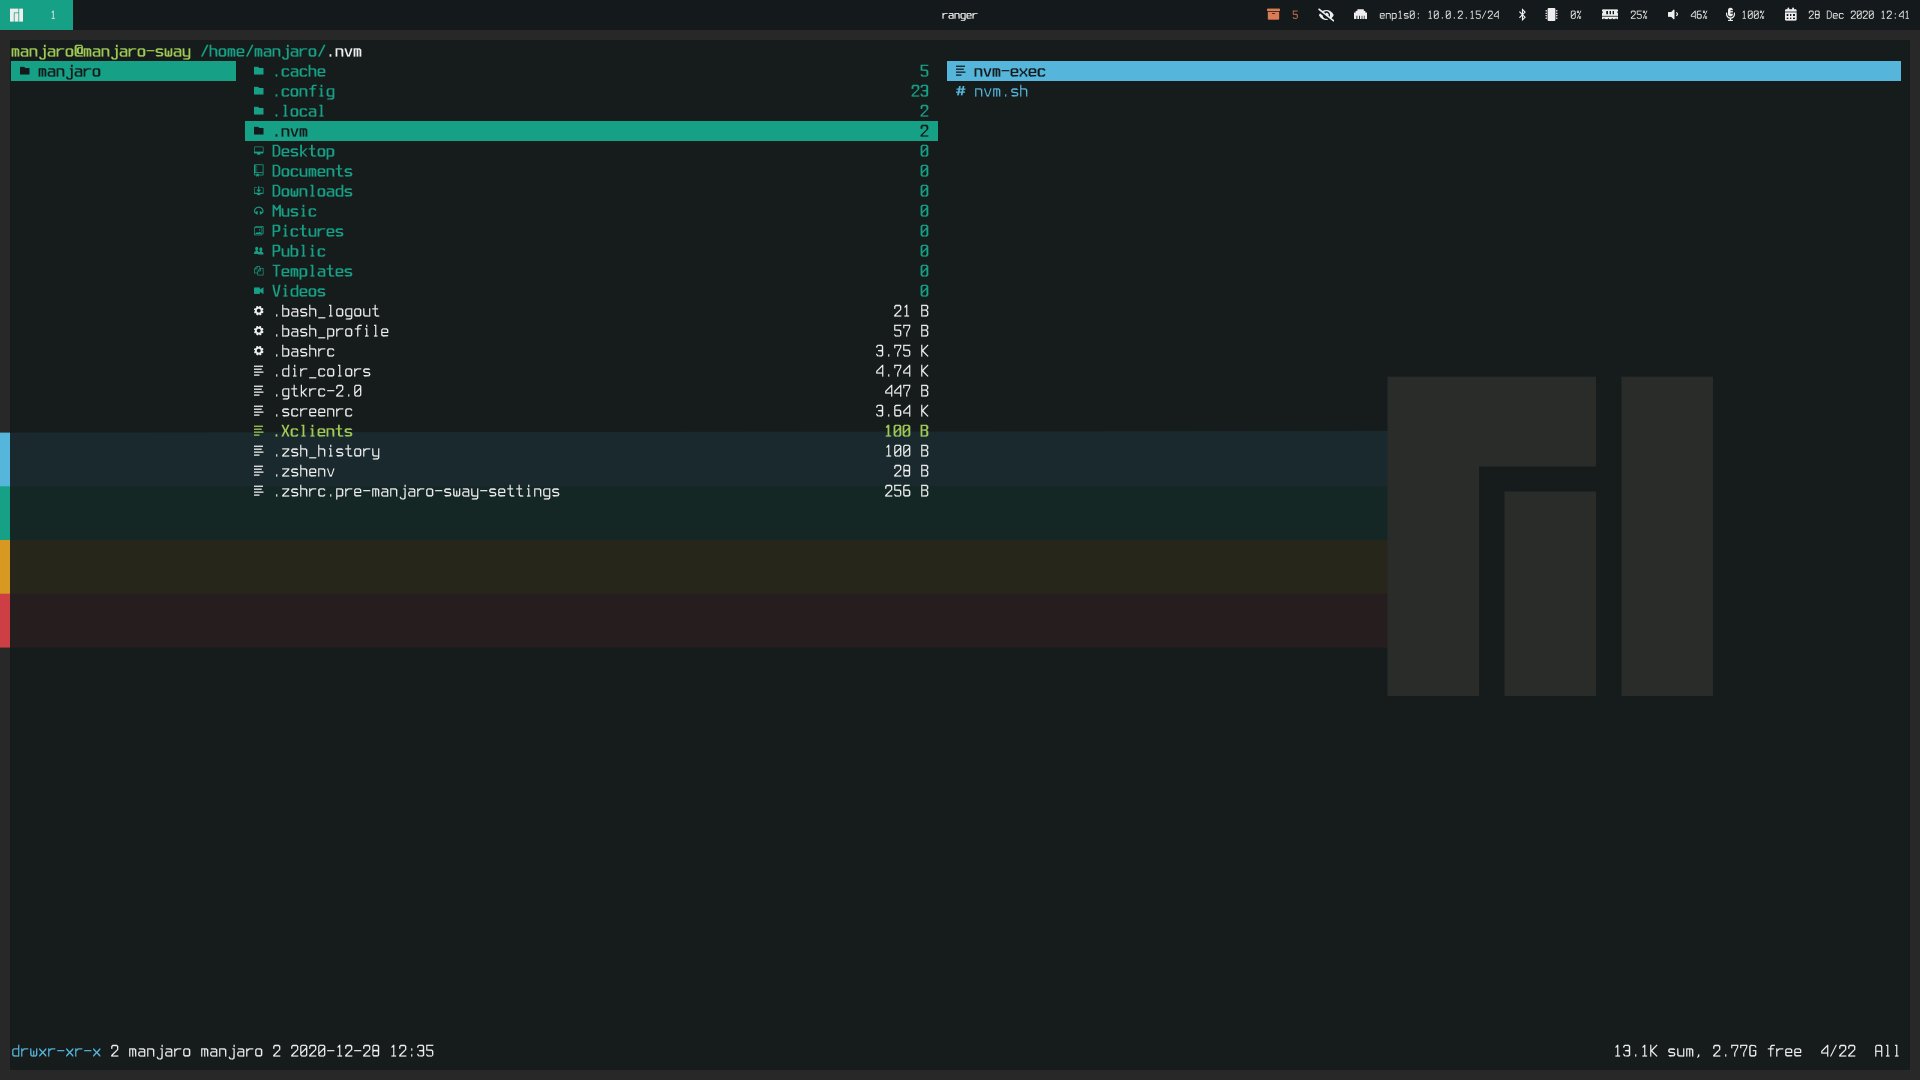 1 ranger 5 enp1s0: 10.0.2.15/24 0% 25% 46% 100% 28 Dec 2020 12:41
manjaro@manjaro-sway /home/manjaro/.nvm
manjaro .cache 5 nvm-exec
.config 23 # nvm.sh
.local 2
.nvm 2
Desktop 0
Documents 0
Downloads 0
Music 0
Pictures 0
Public 0
Templates 0
Videos 0
.bash_logout 21 B
.bash_profile 57 B
.bashrc 3.75 K
.dir_colors 4.74 K
.gtkrc-2.0 447 B
.screenrc 3.64 K
.Xclients 100 B
.zsh_history 100 B
.zshenv 28 B
.zshrc.pre-manjaro-sway-settings 256 B
drwxr-xr-x 2 manjaro manjaro 2 2020-12-28 12:35 13.1K sum, 2.77G free 4/22 All